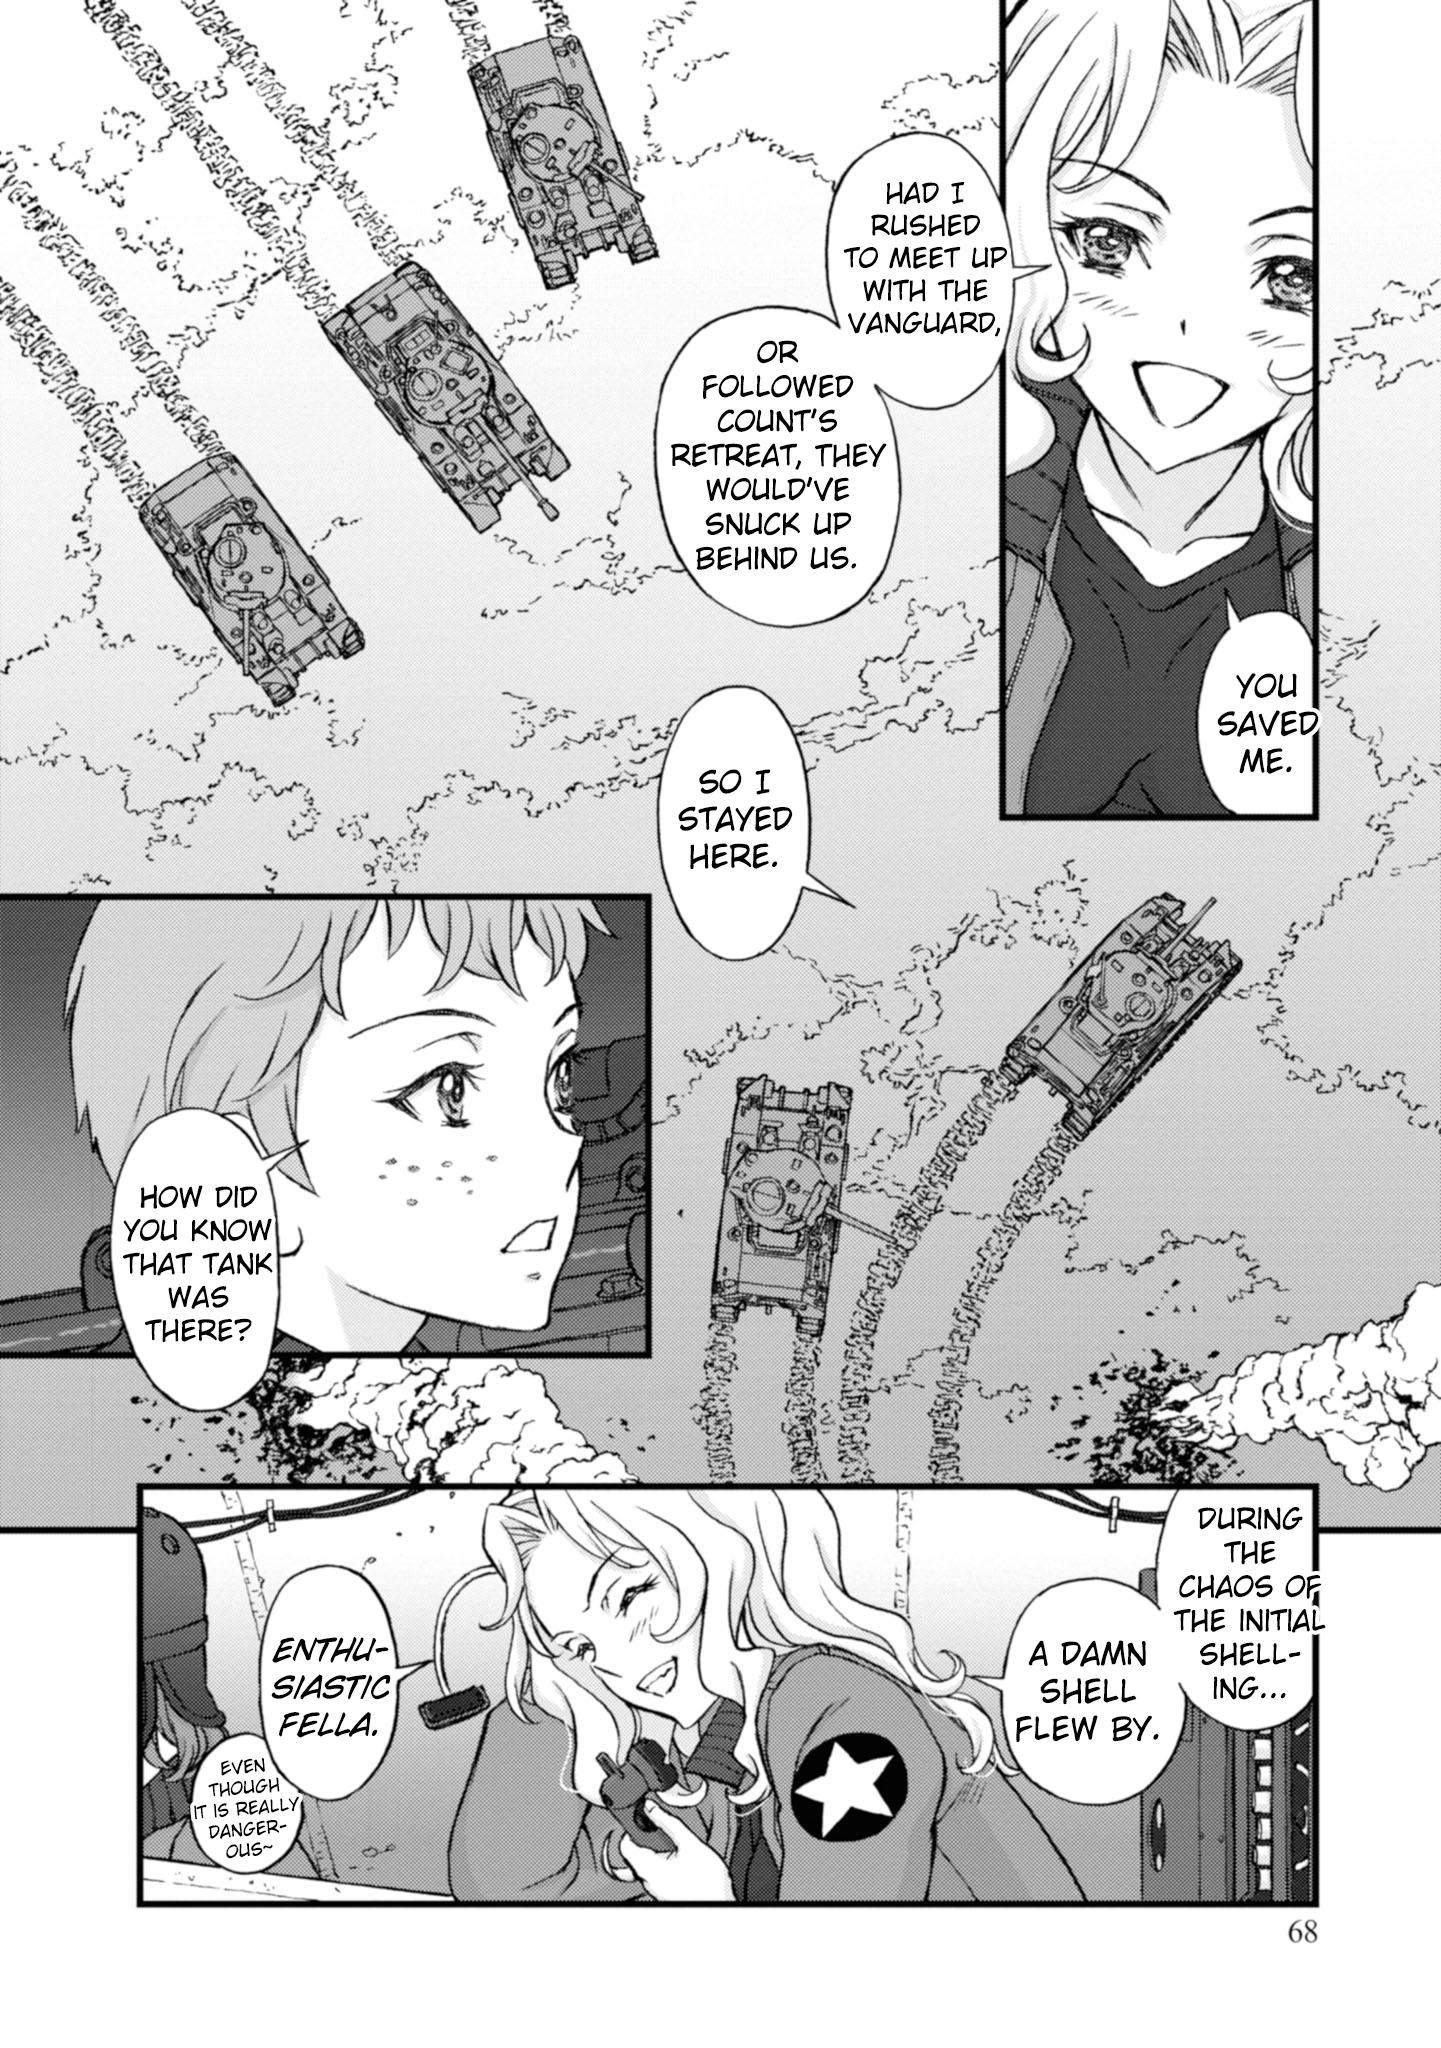 YOU
SAVED
ME.
HAD I
RUSHED
TO MEET UP
WITH THE
VANGUARD,
OR
FOLLOWED
COUNT'S
RETREAT, THEY
WOULD'VE
SNUCK UP
BEHIND US.
SO I
STAYED
HERE.
HOW DID
YOU KNOW
THAT TANK
WAS
THERE?
DURING
THE
CHAOS OF
THE INITIAL
SHELL-
ING...
A DAMN
SHELL
FLEW BY.
ENTHU-
SIASTIC
FELLA.
EVEN
THOUGH
IT IS REALLY
DANGER-
OUS~
68